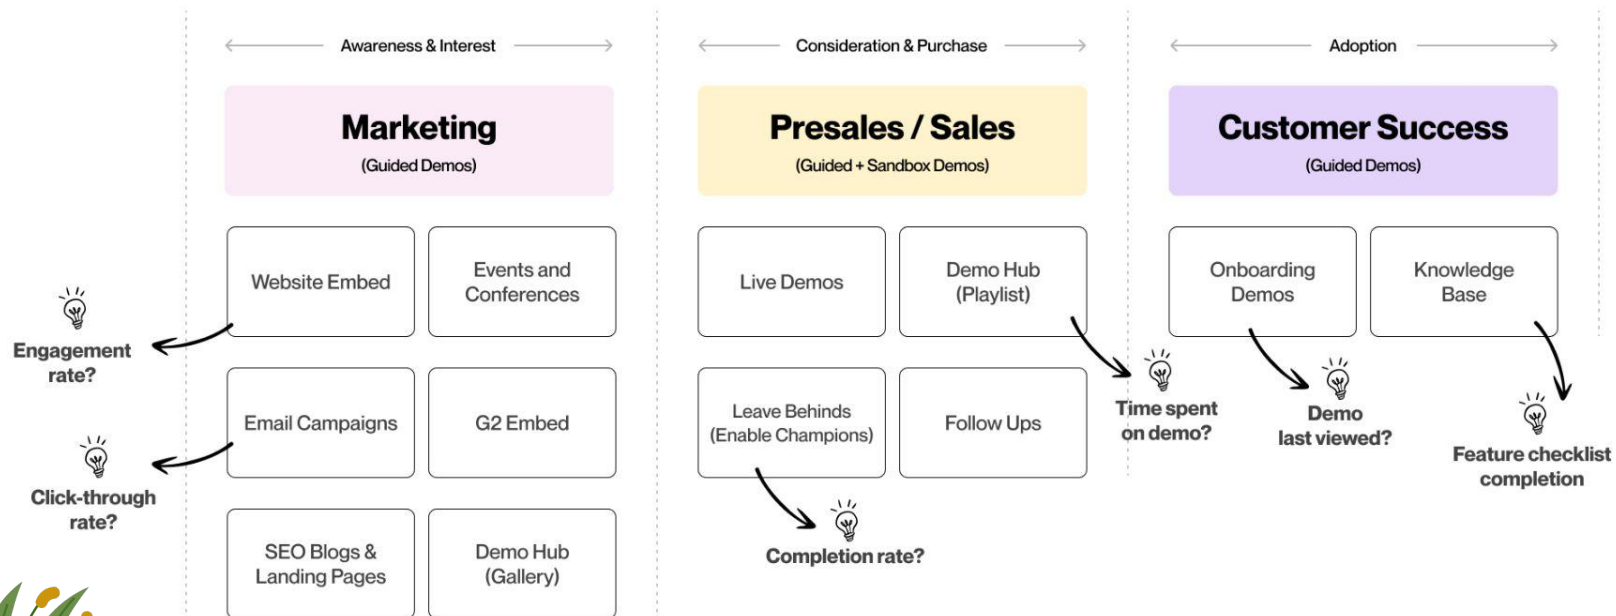 Awareness & Interest
Consideration & Purchase
Adoption
Marketing
(Guided Demos)
Presales / Sales
(Guided + Sandbox Demos)
Customer Success
(Guided Demos)
Website Embed
Events and
Conferences
Live Demos
Demo Hub
(Playlist)
Onboarding
Demos
Knowledge
Base
Engagement
rate?
Email Campaigns
G2 Embed
Leave Behinds
(Enable Champions)
Follow Ups
Time spent
on demo?
Demo
last viewed?
Feature checklist
completion
Click-through
rate?
SEO Blogs &
Landing Pages
Demo Hub
(Gallery)
Completion rate?